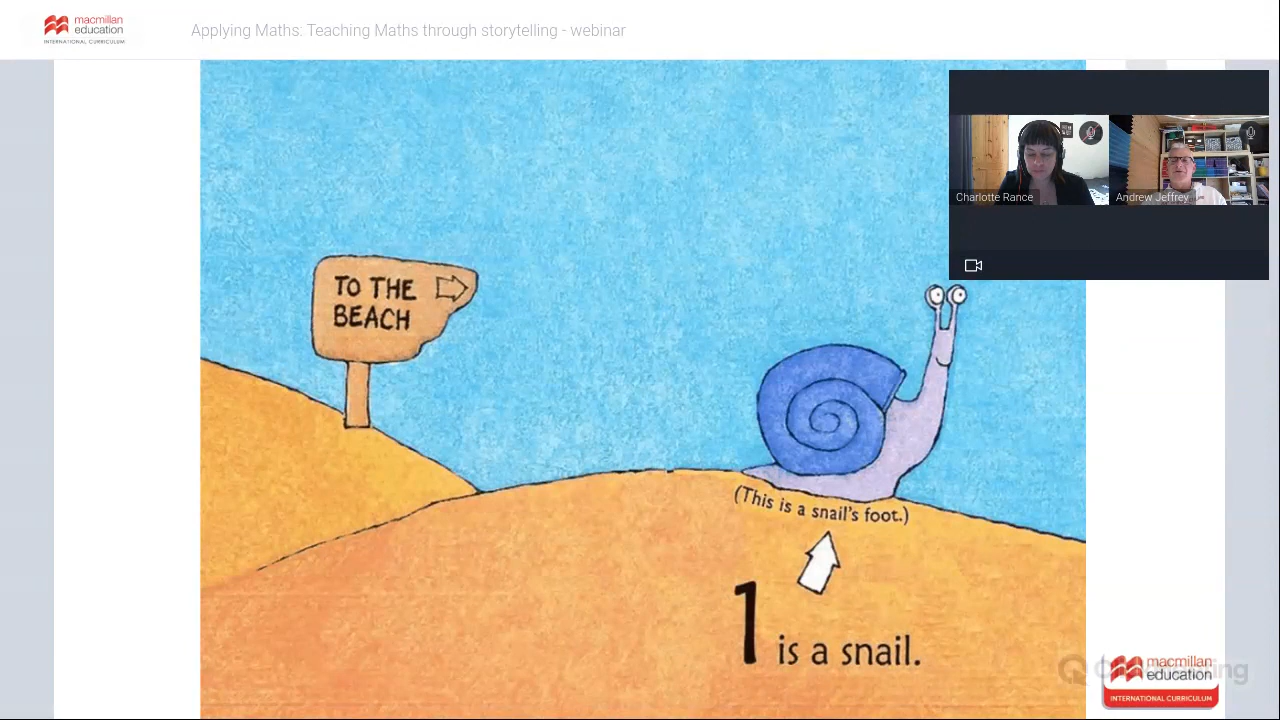 macmillan
education
INTERNATIONAL CURRICULUM
Applying Maths: Teaching Maths through storytelling - webinar
Charlotte Rance
Andrew Jeffrey
TO THE
BEACH
(This is a snail's foot.)
1 is a snail.
macmillan
education
INTERNATIONAL CURRICULUM